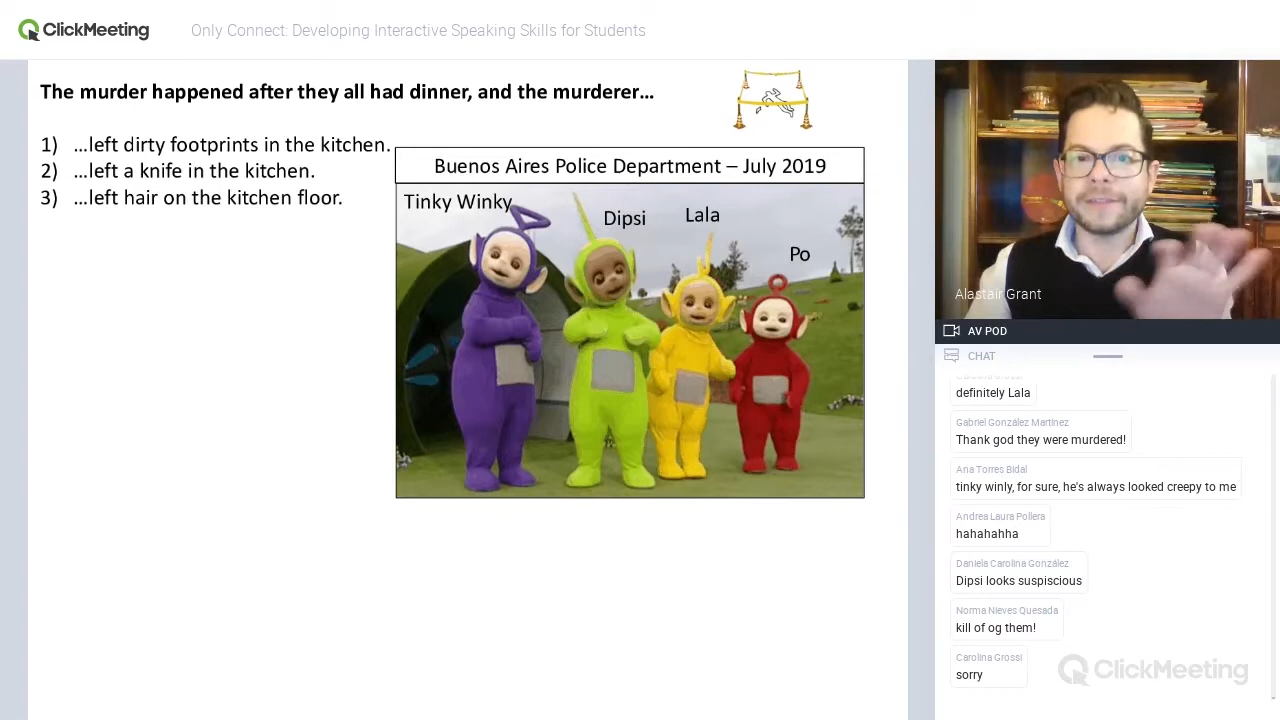 ClickMeeting
Only Connect: Developing Interactive Speaking Skills for Students
The murder happened after they all had dinner, and the murderer...
1) ...left dirty footprints in the kitchen.
2) ...left a knife in the kitchen.
3) ...left hair on the kitchen floor.
Buenos Aires Police Department – July 2019
Tinky Winky
Dipsi
Lala
Po
Alastair Grant
AV POD
CHAT
definitely Lala
Gabriel González Martínez
Thank god they were murdered!
Ana Torres Bidal
tinky winly, for sure, he's always looked creepy to me
Andrea Laura Pollera
hahahahha
Daniela Carolina González
Dipsi looks suspiscious
Norma Nieves Quesada
kill of og them!
Carolina Grossi
sorry
ClickMeeting